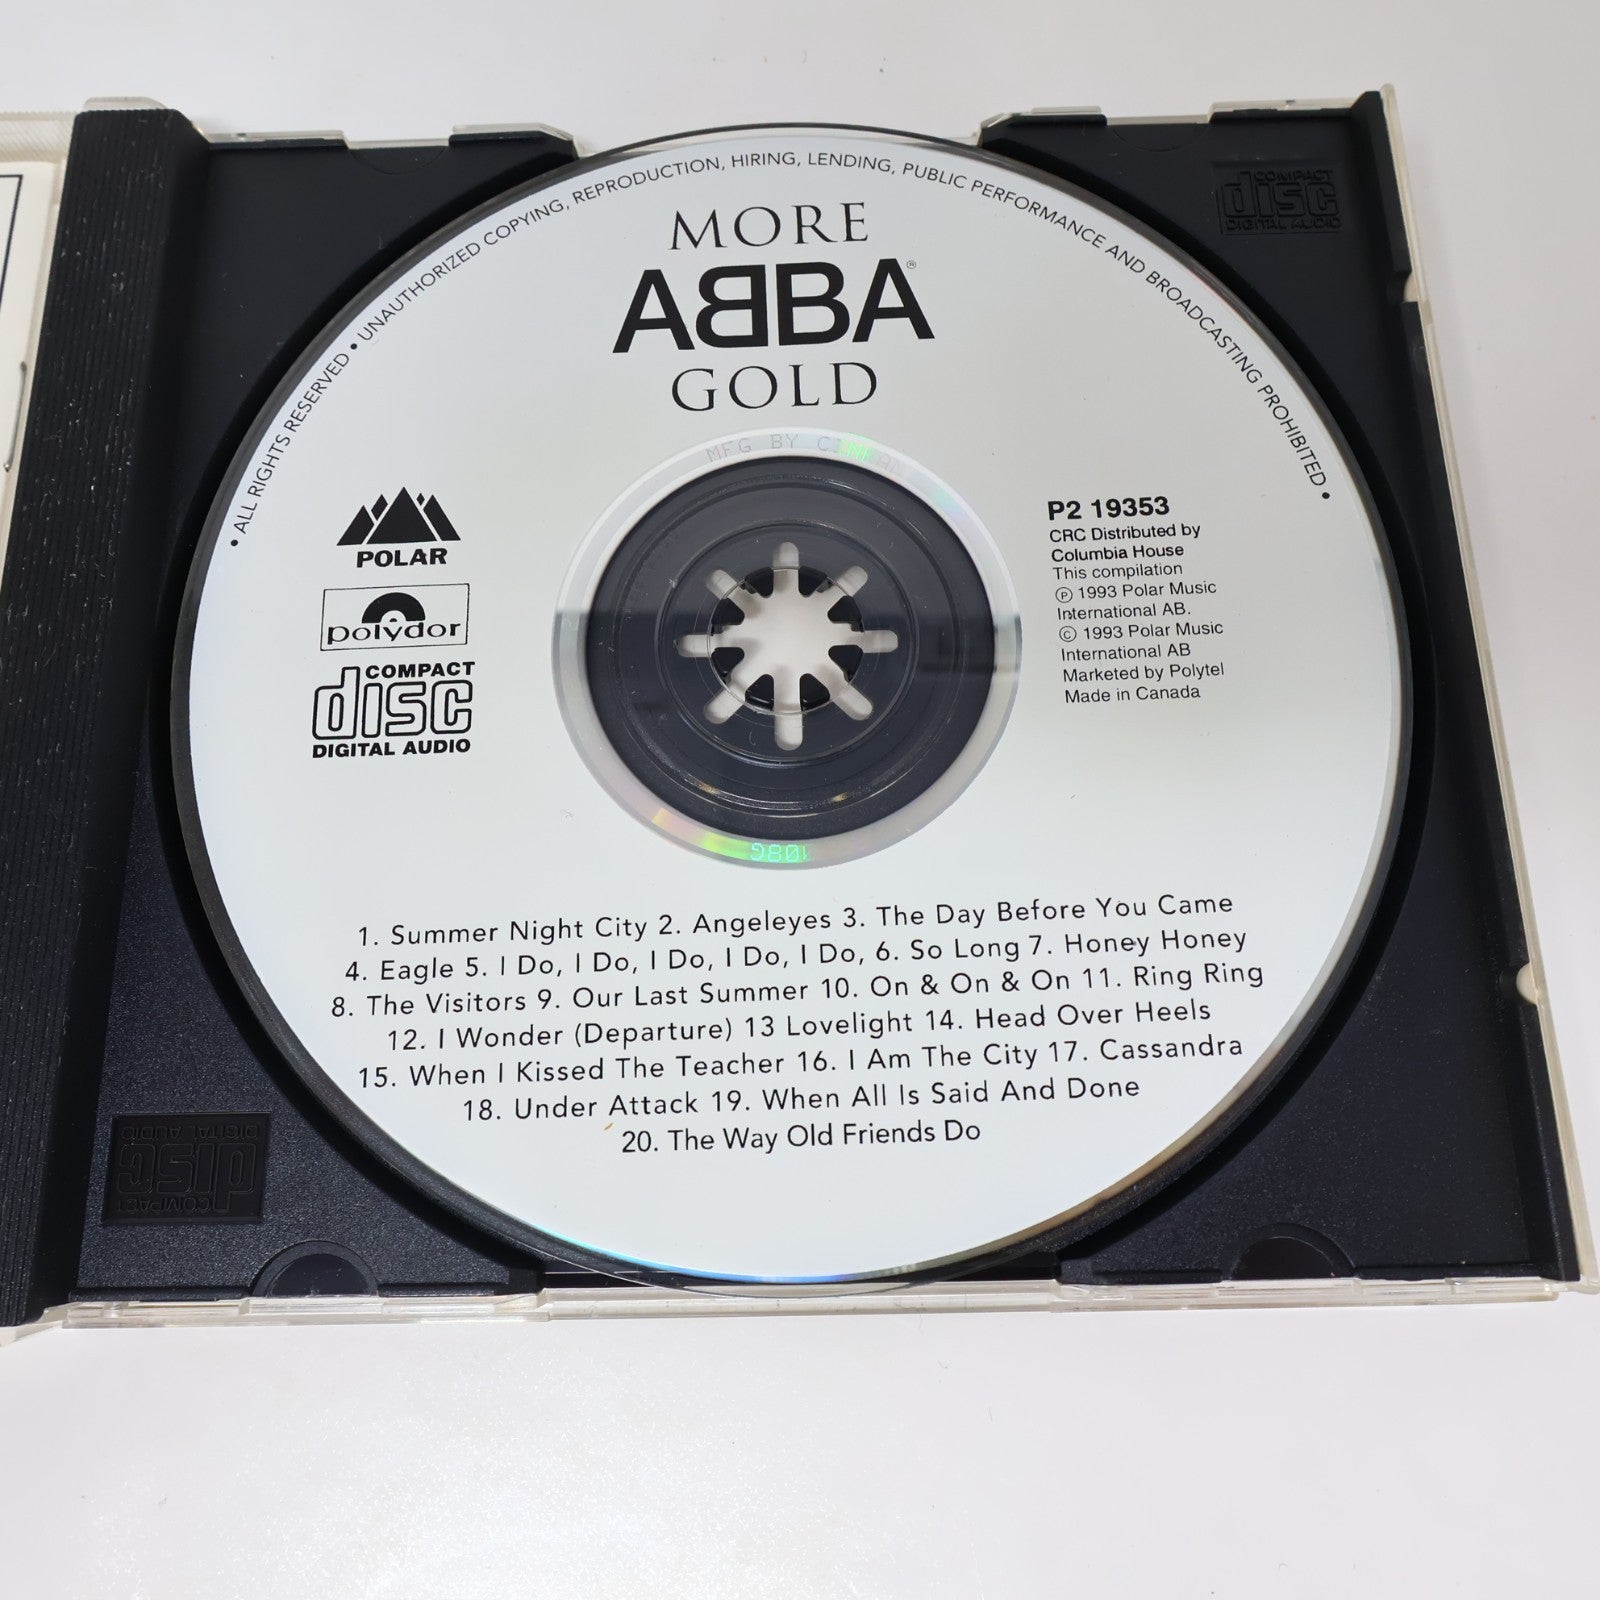 • ALL RIGHTS RESERVED • UNAUTHORIZED COPYING, REPRODUCTION, HIRING, LENDING, PUBLIC PERFORMANCE AND BROADCASTING PROHIBITED •
MORE
ABBA®
GOLD
MFG BY
POLAR
polydor
COMPACT
disc
DIGITAL AUDIO
P2 19353
CRC Distributed by
Columbia House
This compilation
℗ 1993 Polar Music
International AB.
© 1993 Polar Music
International AB
Marketed by Polytel
Made in Canada
1. Summer Night City 2. Angeleyes 3. The Day Before You Came
4. Eagle 5. I Do, I Do, I Do, I Do, I Do, 6. So Long 7. Honey Honey
8. The Visitors 9. Our Last Summer 10. On & On & On 11. Ring Ring
12. I Wonder (Departure) 13 Lovelight 14. Head Over Heels
15. When I Kissed The Teacher 16. I Am The City 17. Cassandra
18. Under Attack 19. When All Is Said And Done
20. The Way Old Friends Do
COMPACT
disc
DIGITAL AUDIO
COMPACT
disc
DIGITAL AUDIO